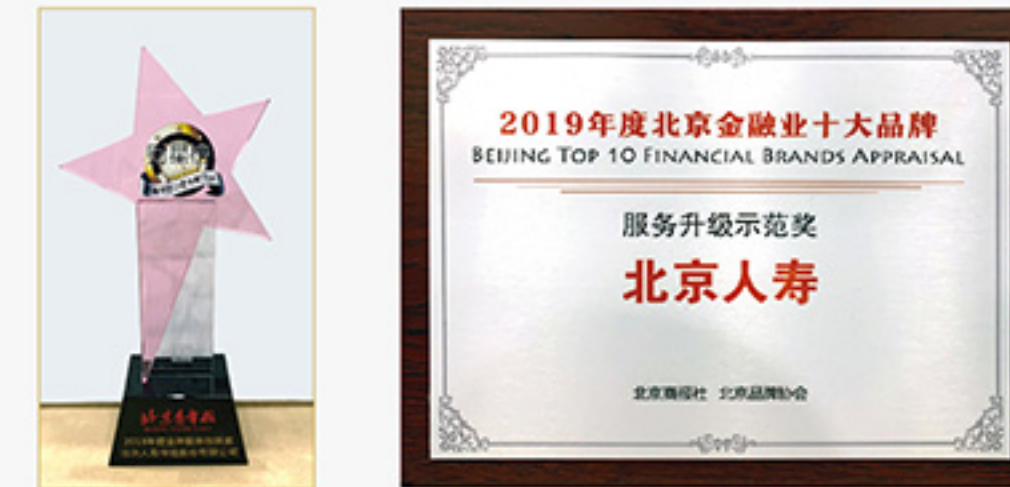 北京青年报
2019年度北京金融业十大品牌
BEIJING TOP 10 FINANCIAL BRANDS APPRAISAL
服务升级示范奖
北京人寿
北京商报社 北京品牌协会